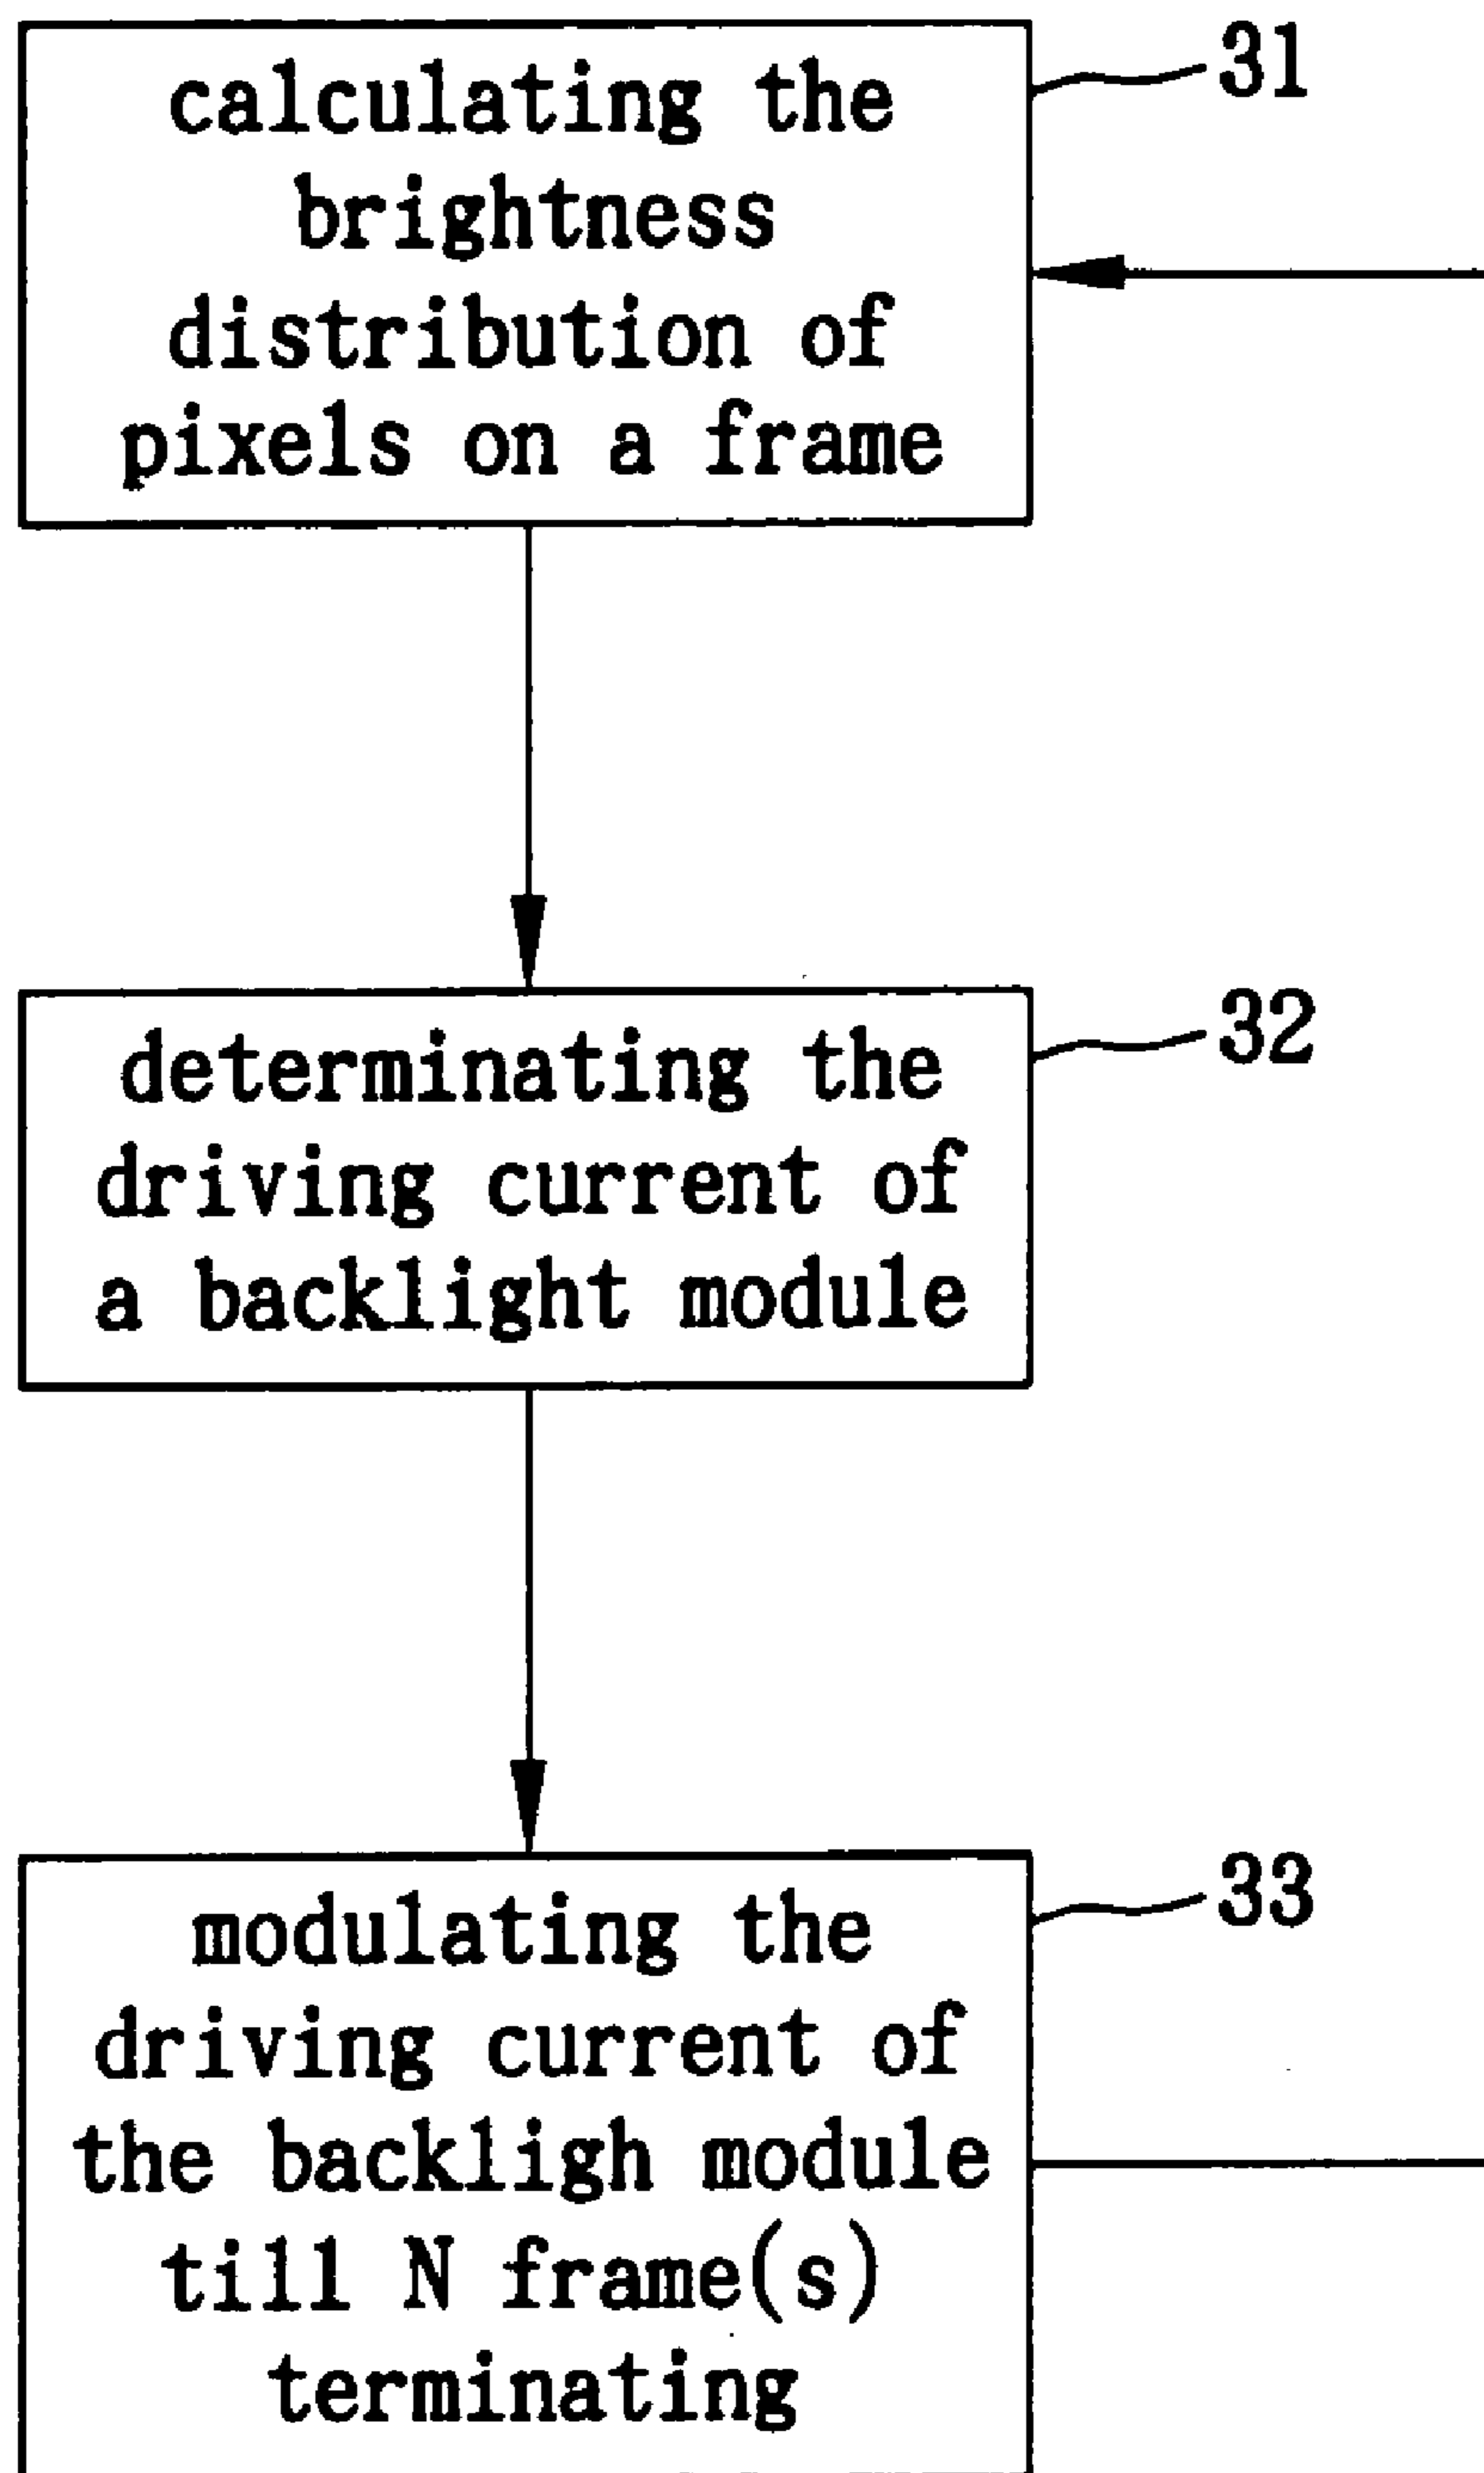 calculating the
brightness
distribution of
pixels on a frame
31
determinating the
driving current of
a backlight module
32
modulating the
driving current of
the backligh module
till N frame(s)
terminating
33